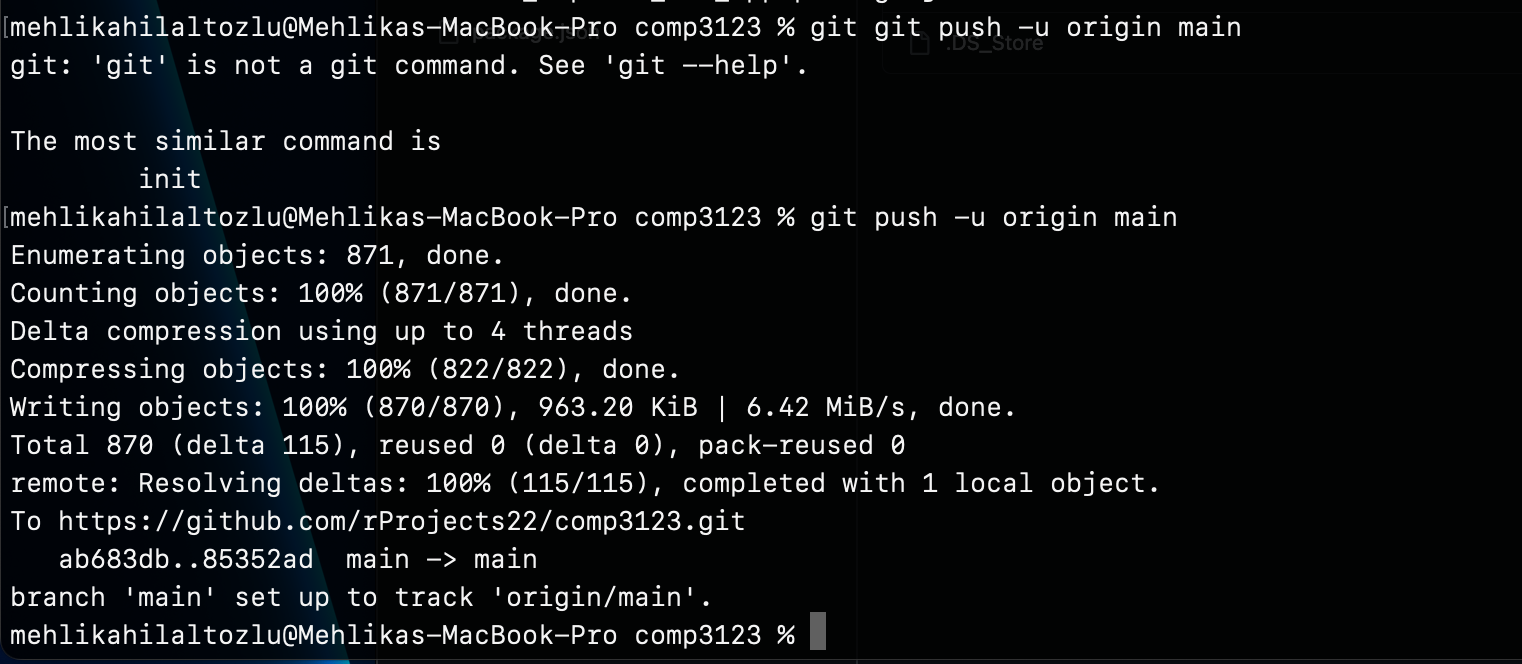 [mehlikahilaltozlu@Mehlikas-MacBook-Pro comp3123 % git git push -u origin main
package.json
.DS_Store
git: 'git' is not a git command. See 'git --help'.
The most similar command is
init
[mehlikahilaltozlu@Mehlikas-MacBook-Pro comp3123 % git push -u origin main
Enumerating objects: 871, done.
Counting objects: 100% (871/871), done.
Delta compression using up to 4 threads
Compressing objects: 100% (822/822), done.
Writing objects: 100% (870/870), 963.20 KiB | 6.42 MiB/s, done.
Total 870 (delta 115), reused 0 (delta 0), pack-reused 0
remote: Resolving deltas: 100% (115/115), completed with 1 local object.
To https://github.com/rProjects22/comp3123.git
ab683db..85352ad  main -> main
branch 'main' set up to track 'origin/main'.
mehlikahilaltozlu@Mehlikas-MacBook-Pro comp3123 %